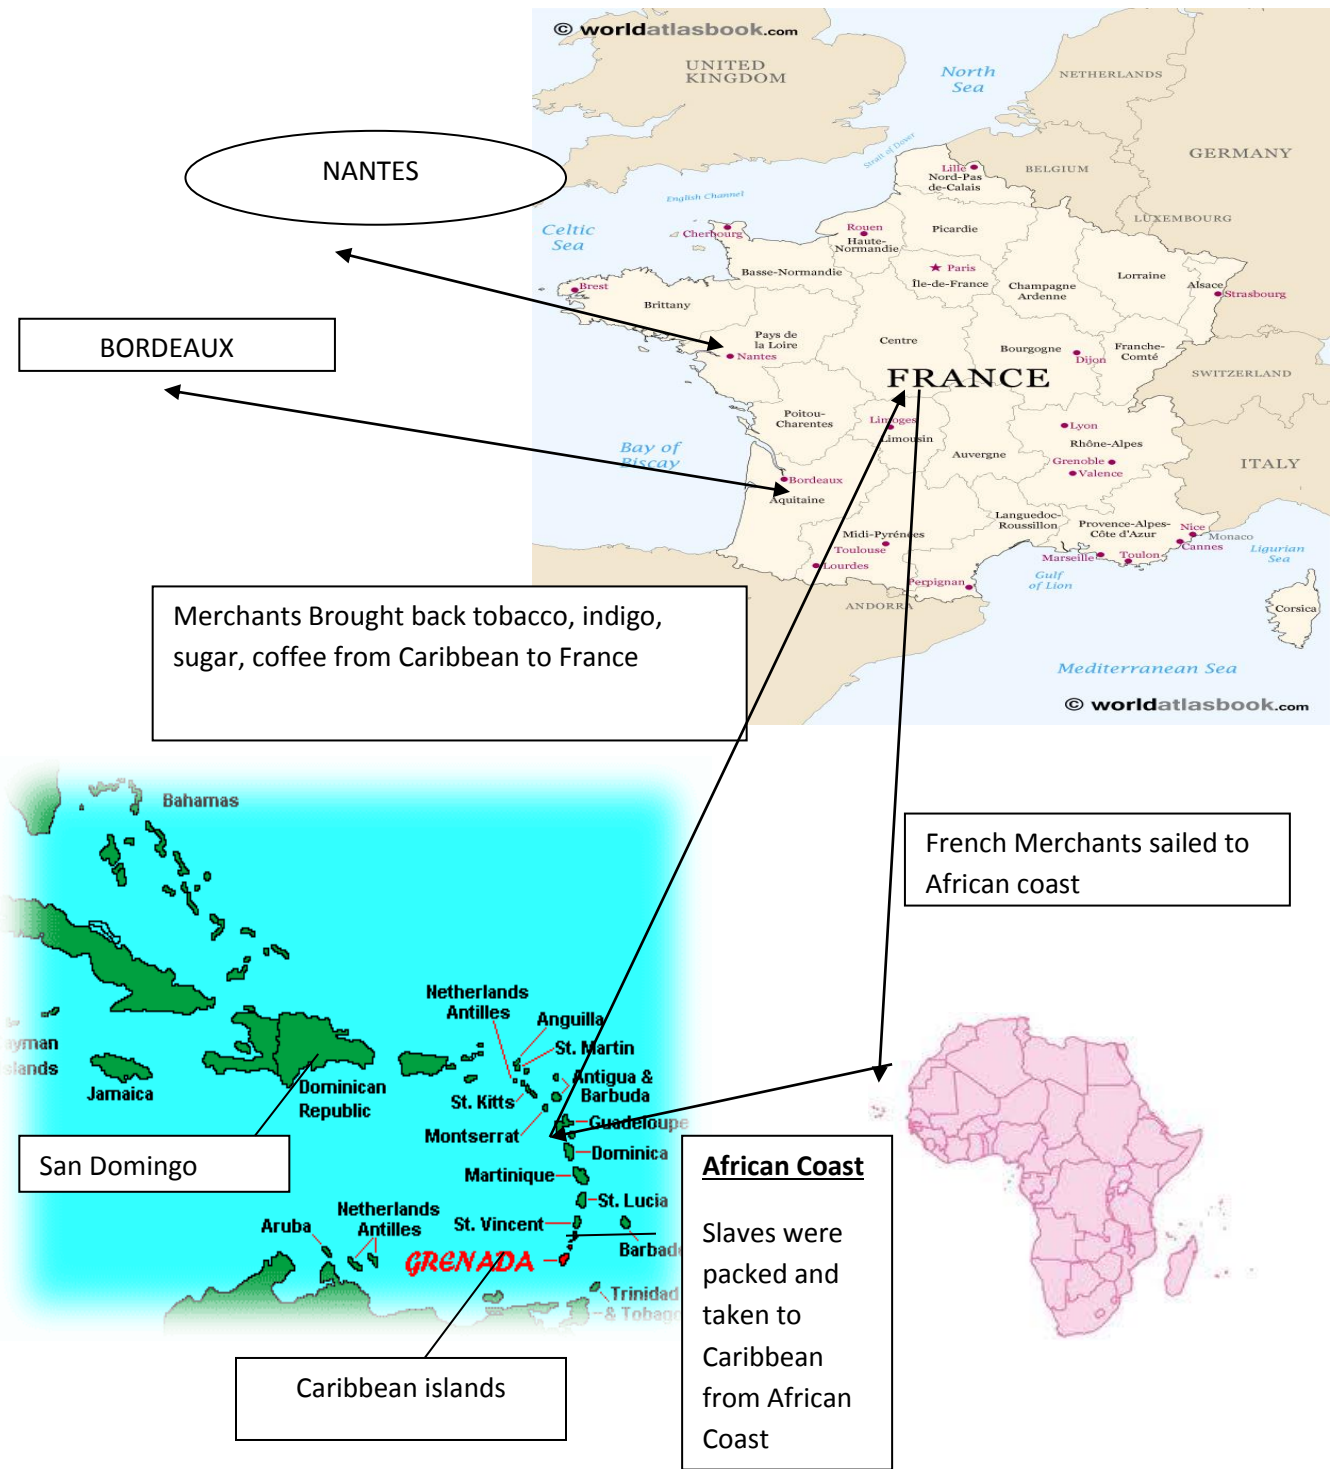 © worldatlasbook.com
UNITED
KINGDOM
North
Sea
NETHERLANDS
Strait of Dover
GERMANY
BELGIUM
Lille
Nord-Pas
de-Calais
NANTES
English Channel
LUXEMBOURG
Celtic
Sea
Cherbourg
Rouen
Haute-
Normandie
Picardie
Basse-Normandie
Paris
Île-de-France
Champagne
Ardenne
Lorraine
Alsace
Strasbourg
Brest
Brittany
Pays de
la Loire
Nantes
Centre
Bourgogne
Dijon
Franche-
Comté
BORDEAUX
FRANCE
SWITZERLAND
Poitou-
Charentes
Limoges
Limousin
Auvergne
Lyon
Rhône-Alpes
Grenoble
Valence
ITALY
Bay of
Biscay
Bordeaux
Aquitaine
Midi-Pyrénées
Toulouse
Lourdes
Languedoc-
Roussillon
Provence-Alpes-
Côte d'Azur
Nice
Monaco
Cannes
Marseille
Toulon
Ligurian
Sea
Gulf
of Lion
Perpignan
ANDORRA
Corsica
Mediterranean Sea
© worldatlasbook.com
Merchants Brought back tobacco, indigo,
sugar, coffee from Caribbean to France
French Merchants sailed to
African coast
Bahamas
Netherlands
Antilles
Anguilla
St. Martin
Antigua &
Barbuda
St. Kitts
Montserrat
Guadeloupe
Dominica
Martinique
St. Lucia
St. Vincent
Barbad
GRENADA
Trinidad
& Tobago
ayman
slands
Jamaica
Dominican
Republic
San Domingo
Aruba
Netherlands
Antilles
Caribbean islands
African Coast
Slaves were
packed and
taken to
Caribbean
from African
Coast